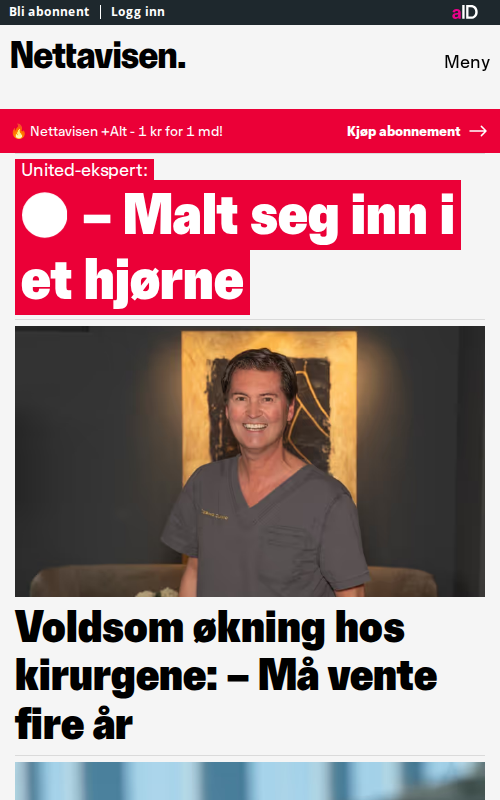 Bli abonnent | Logg inn
aID
Nettavisen.
Meny
🔥 Nettavisen +Alt - 1 kr for 1 md!
Kjøp abonnement →
United-ekspert:
– Malt seg inn i
et hjørne
Voldsom økning hos
kirurgene: – Må vente
fire år